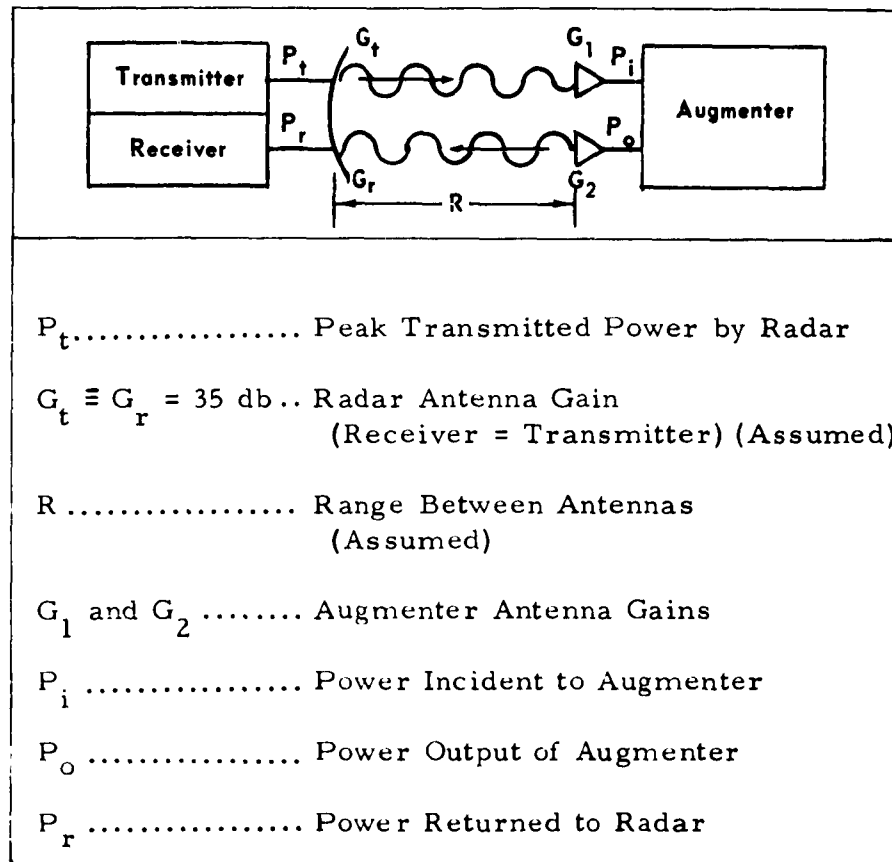 Transmitter
Receiver
P_t
P_r
G_t
G_r
R
G_1
G_2
P_i
P_o
Augmenter
P_t.................. Peak Transmitted Power by Radar
G_t ≡ G_r = 35 db .. Radar Antenna Gain
(Receiver = Transmitter) (Assumed)
R .................. Range Between Antennas
(Assumed)
G_1 and G_2 ........ Augmenter Antenna Gains
P_i ................. Power Incident to Augmenter
P_o ................. Power Output of Augmenter
P_r ................. Power Returned to Radar